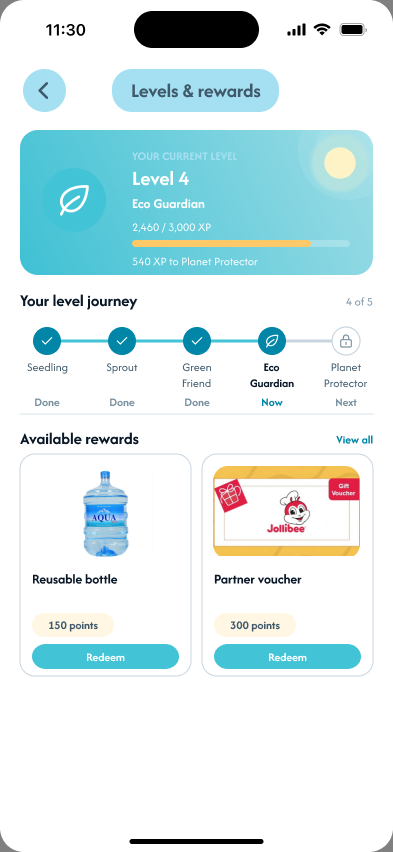 11:30
Levels & rewards
YOUR CURRENT LEVEL
Level 4
Eco Guardian
2,460 / 3,000 XP
540 XP to Planet Protector
Your level journey
4 of 5
Seedling
Sprout
Green
Friend
Eco
Guardian
Planet
Protector
Done
Done
Done
Now
Next
Available rewards
View all
AQUA
Gift
Voucher
Jollibee
Reusable bottle
Partner voucher
150 points
300 points
Redeem
Redeem